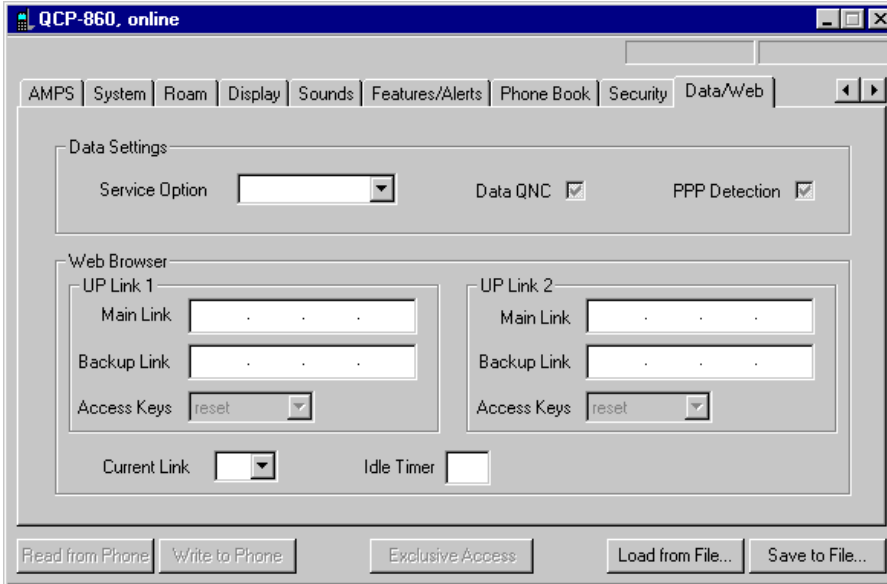 QCP-860, online
AMPS System Roam Display Sounds Features/Alerts Phone Book Security Data/Web
Data Settings
Service Option Data QNC PPP Detection
Web Browser
UP Link 1 UP Link 2
Main Link . . . Main Link . . .
Backup Link . . . Backup Link . . .
Access Keys reset Access Keys reset
Current Link Idle Timer
Read from Phone Write to Phone Exclusive Access Load from File... Save to File...